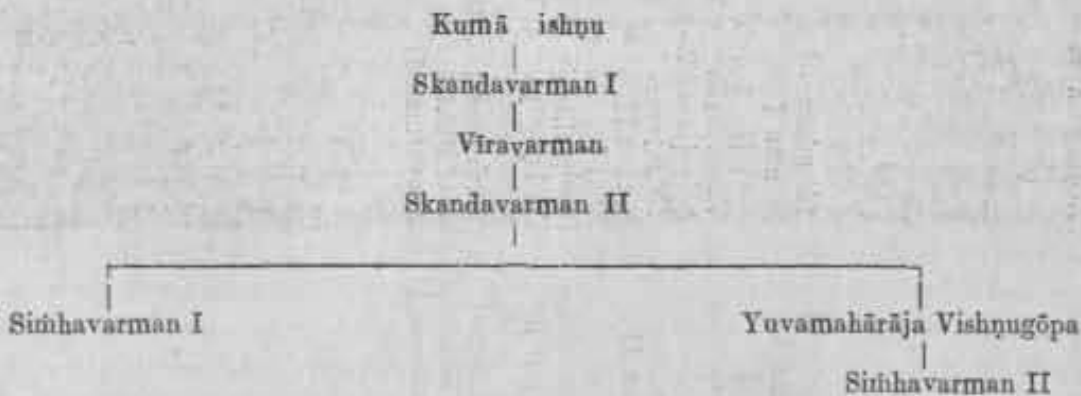 Kumā ishṇu
Skandavarman I
Vīravarman
Skandavarman II
Siṁhavarman I Yuvamahārāja Vishṇugōpa
Siṁhavarman II